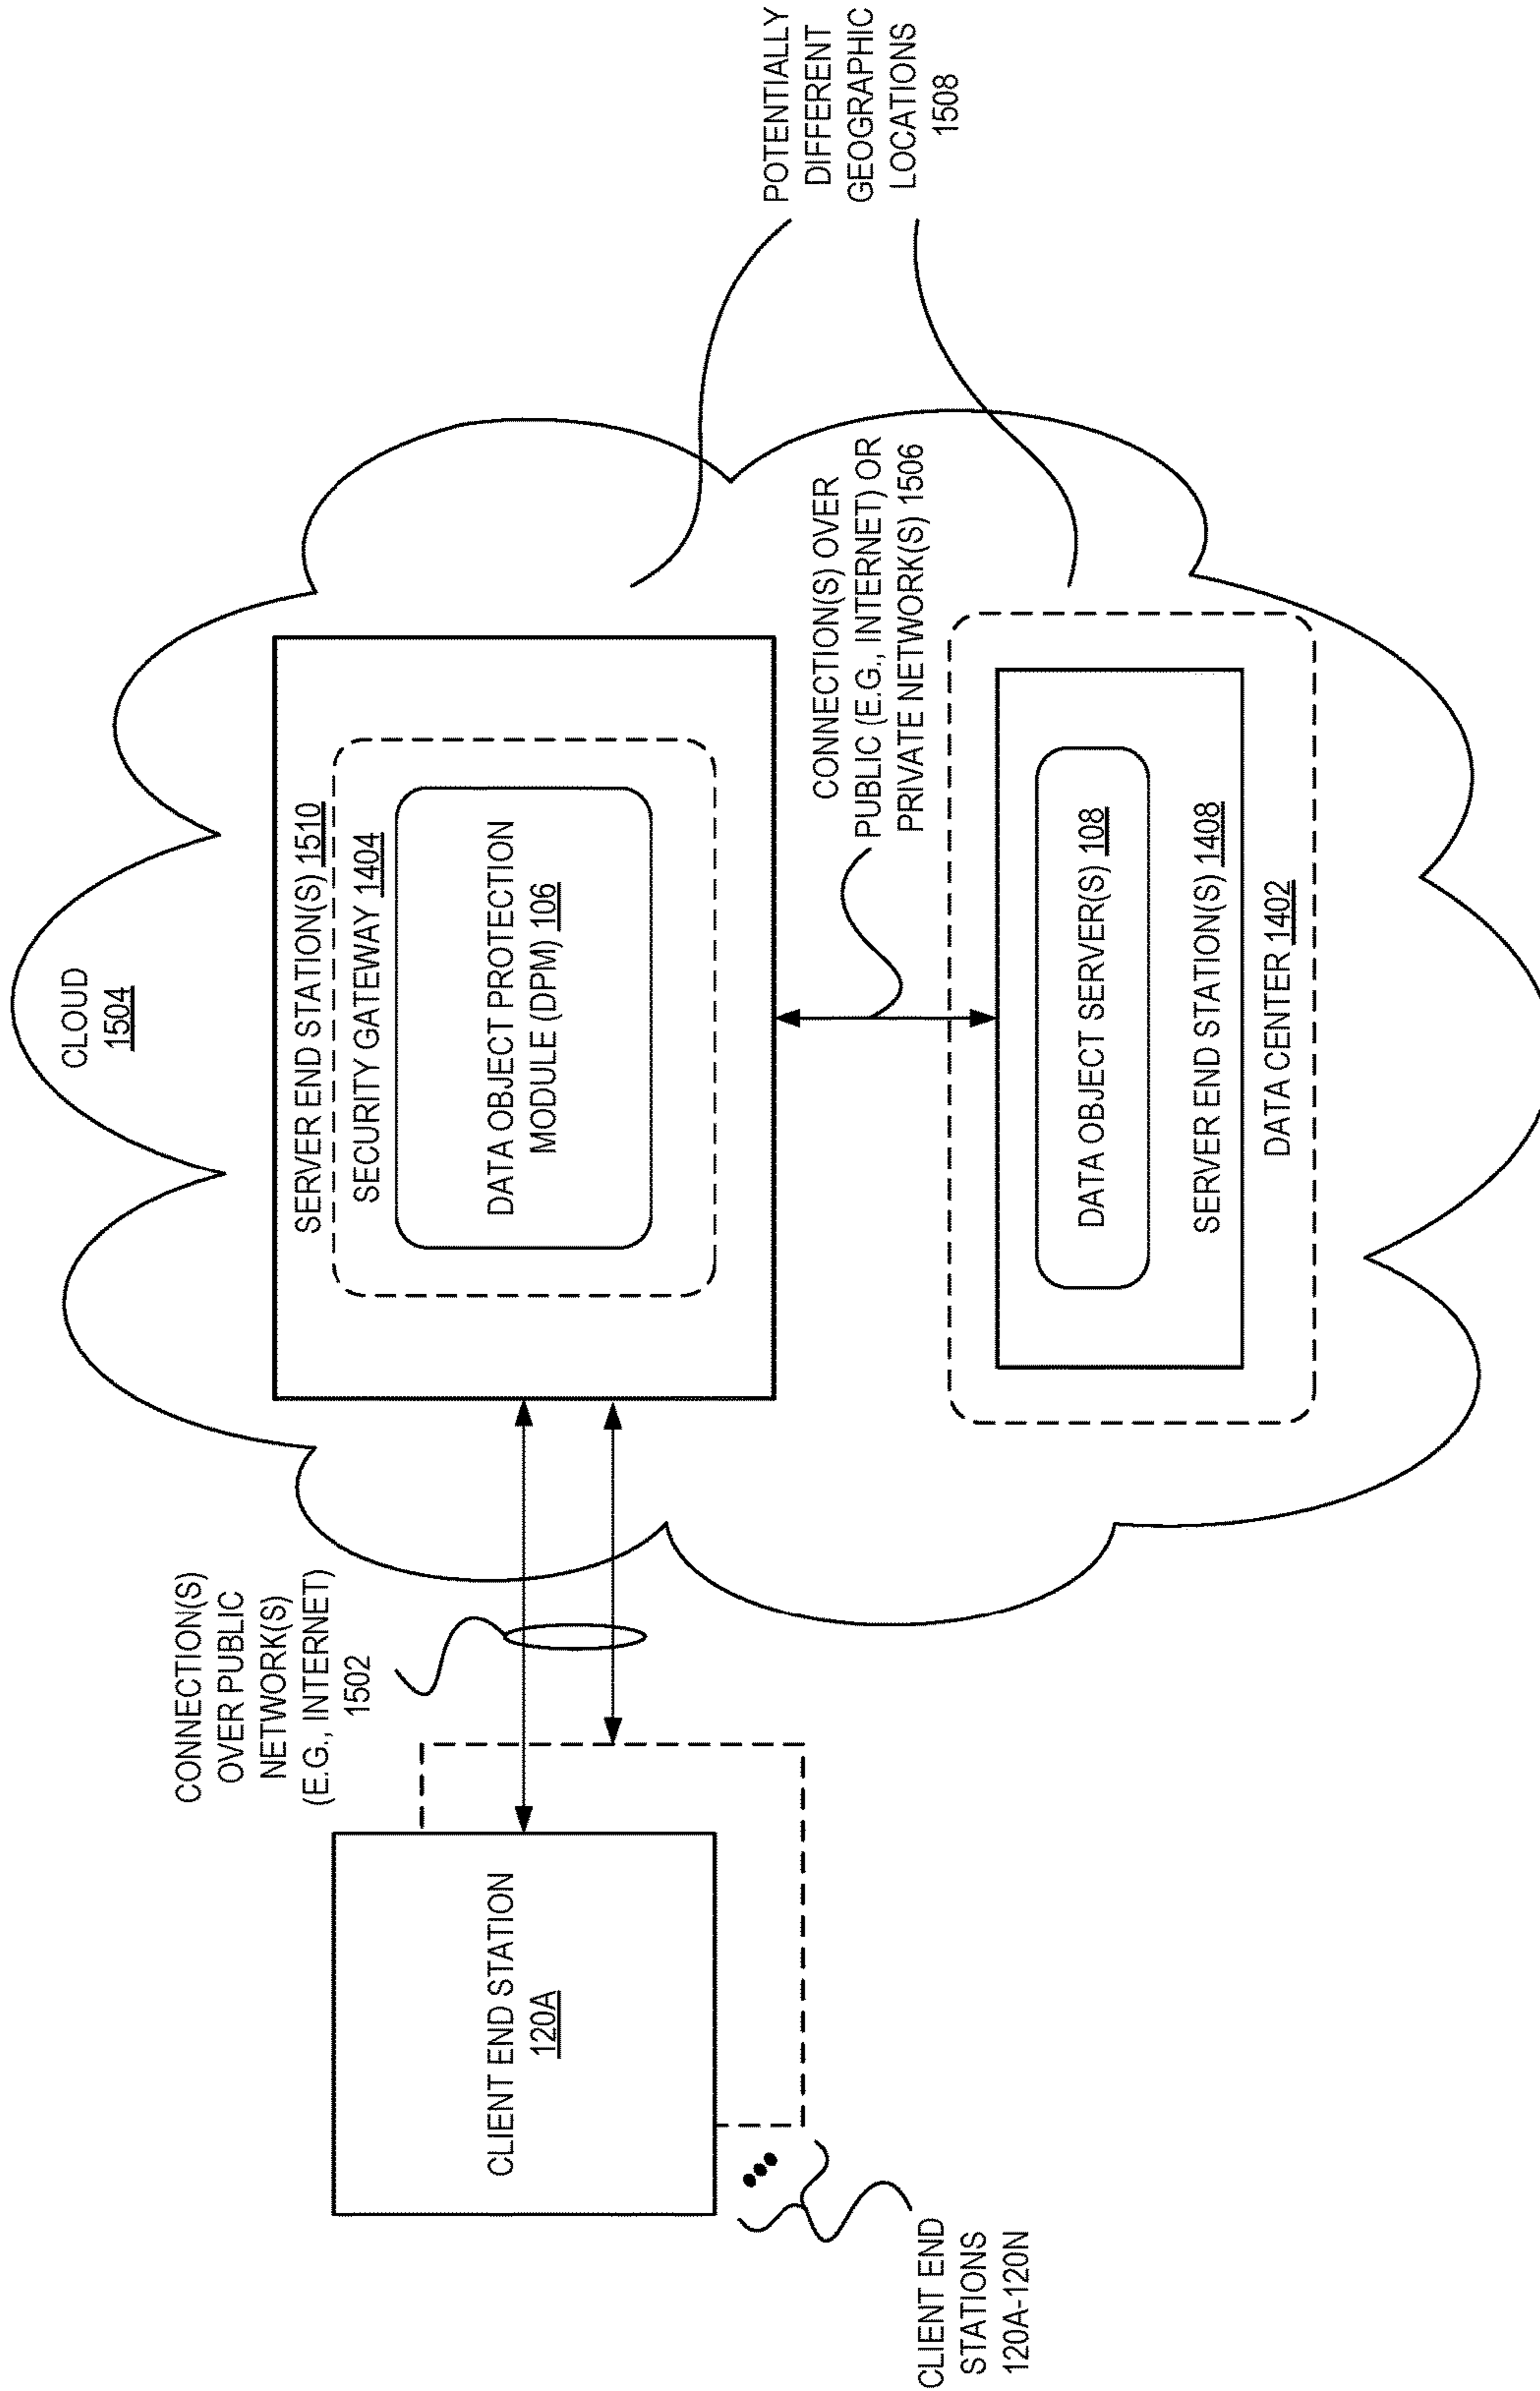 CLOUD
1504
CONNECTION(S)
OVER PUBLIC
NETWORK(S)
(E.G., INTERNET)
1502
SERVER END STATION(S) 1510
SECURITY GATEWAY 1404
DATA OBJECT PROTECTION
MODULE (DPM) 106
CLIENT END STATION
120A
CLIENT END
STATIONS
120A-120N
CONNECTION(S) OVER
PUBLIC (E.G., INTERNET) OR
PRIVATE NETWORK(S) 1506
POTENTIALLY
DIFFERENT
GEOGRAPHIC
LOCATIONS
1508
DATA OBJECT SERVER(S) 108
SERVER END STATION(S) 1408
DATA CENTER 1402